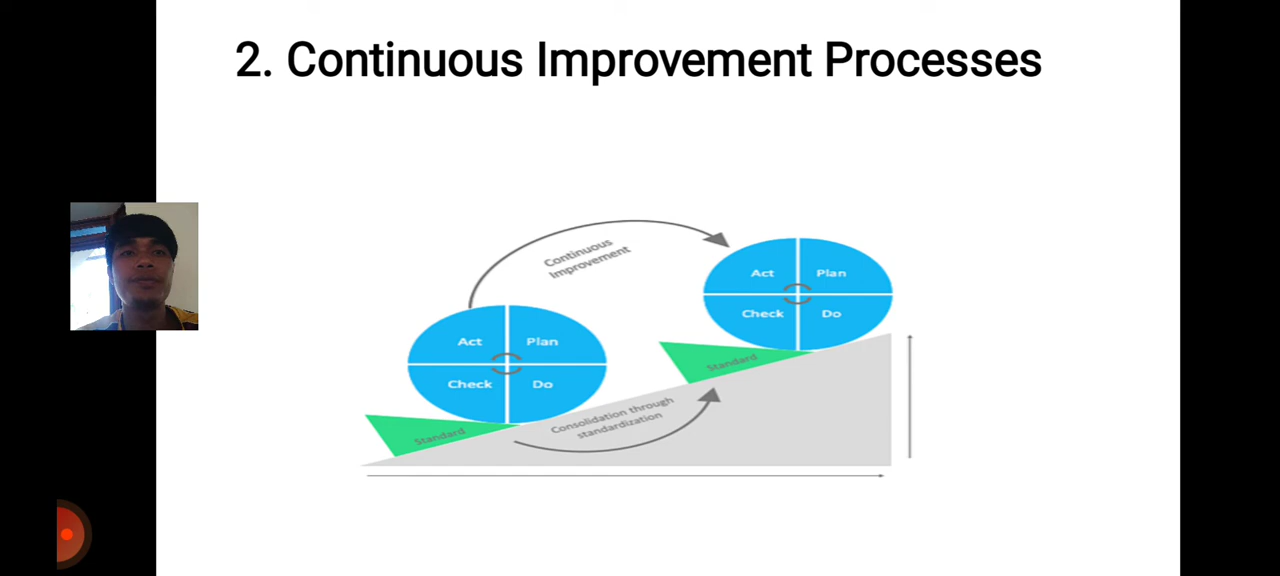 2. Continuous Improvement Processes
Continuous
Improvement
Act
Plan
Check
Do
Act
Plan
Check
Do
Standard
Consolidation through
standardization
Standard